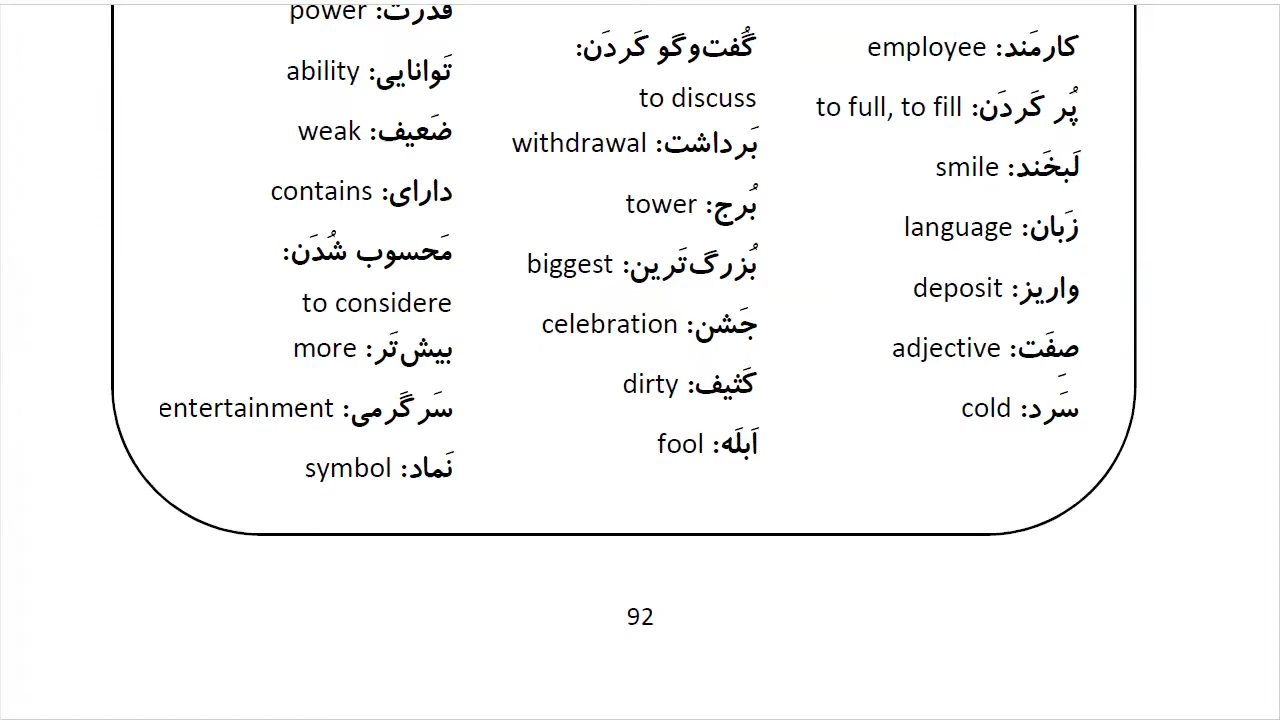 کارمَند: employee
پُر کَردَن: to full, to fill
لَبخَند: smile
زَبان: language
واریز: deposit
صِفَت: adjective
سَرد: cold
گُفت‌وگو کَردَن:
to discuss
بَرداشت: withdrawal
بُرج: tower
بُزرگ‌تَرین: biggest
جَشن: celebration
کَثیف: dirty
اَبلَه: fool
قدرت: power
تَوانایی: ability
ضَعیف: weak
دارای: contains
مَحسوب شُدَن:
to considere
بیش‌تَر: more
سَرگَرمی: entertainment
نَماد: symbol
92